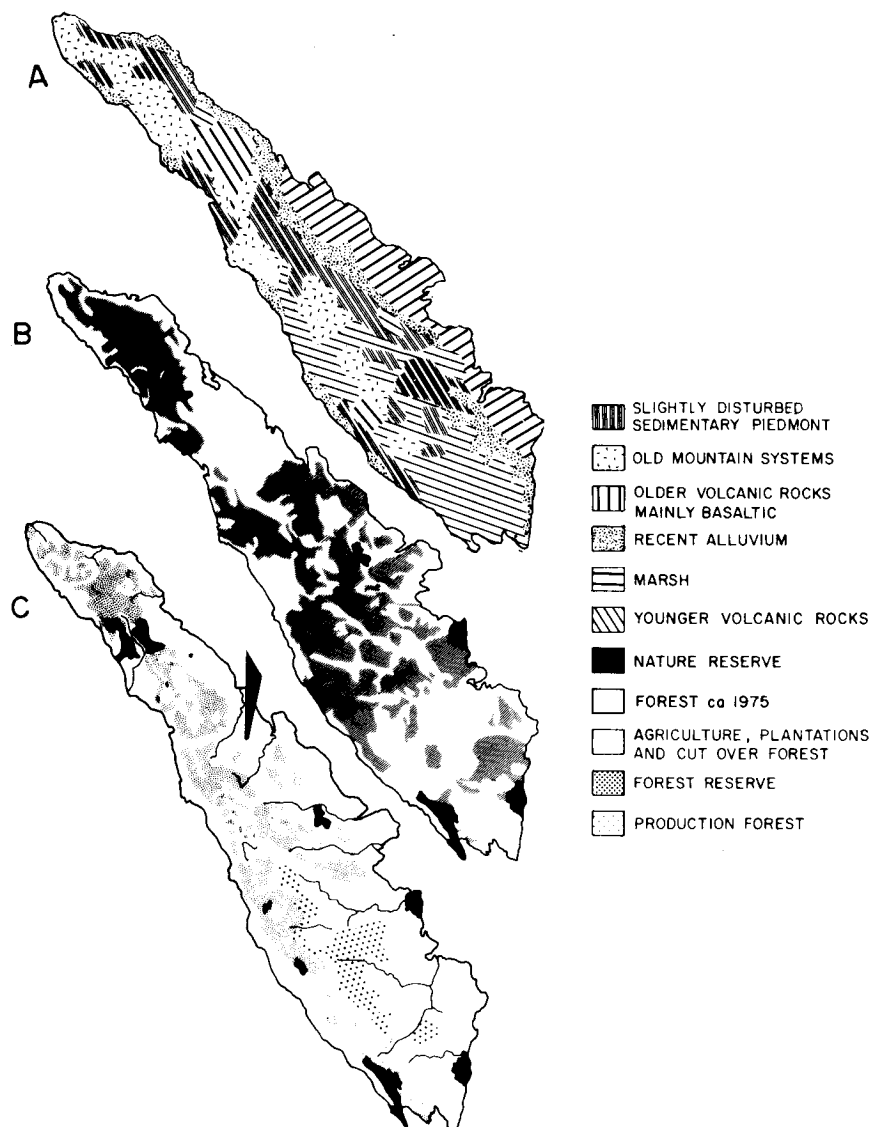 A
B
C
SLIGHTLY DISTURBED
SEDIMENTARY PIEDMONT
OLD MOUNTAIN SYSTEMS
OLDER VOLCANIC ROCKS
MAINLY BASALTIC
RECENT ALLUVIUM
MARSH
YOUNGER VOLCANIC ROCKS
NATURE RESERVE
FOREST ca 1975
AGRICULTURE, PLANTATIONS
AND CUT OVER FOREST
FOREST RESERVE
PRODUCTION FOREST